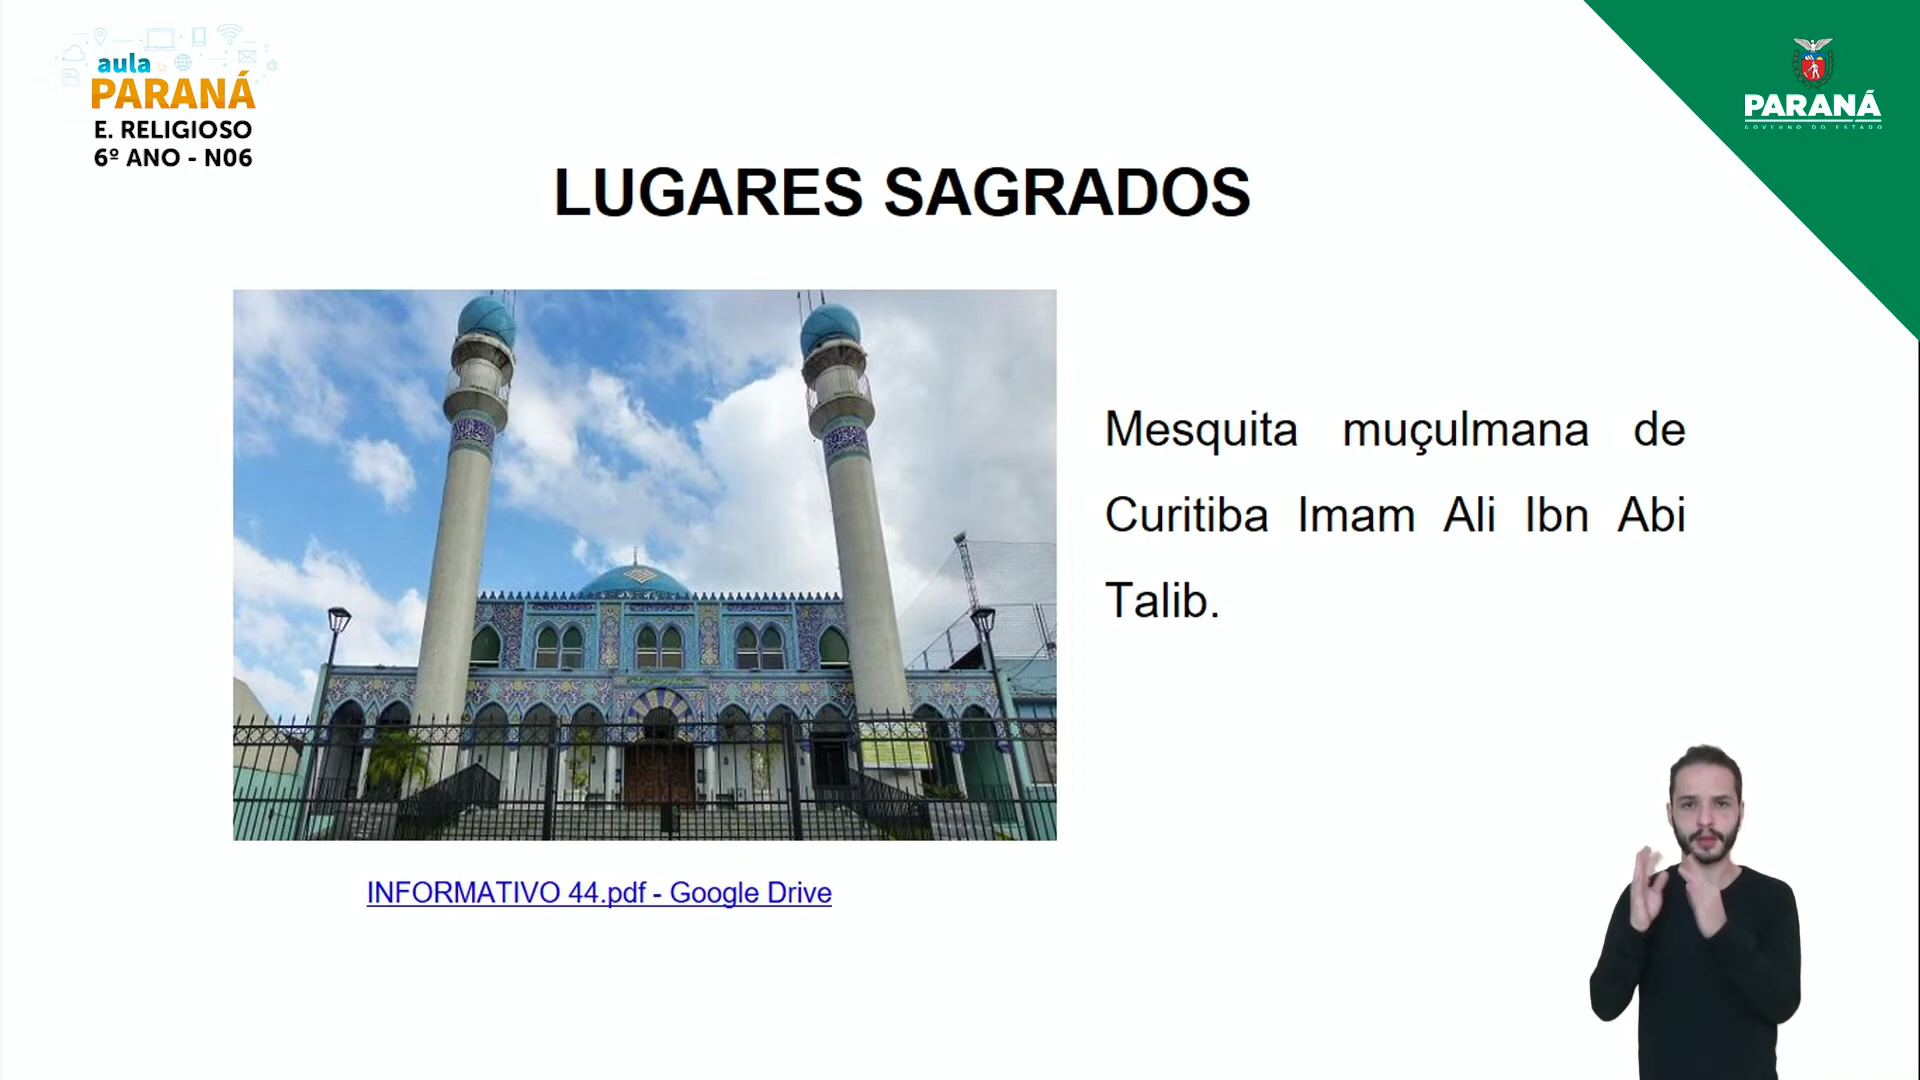 aula
PARANÁ
E. RELIGIOSO
6º ANO - N06
PARANÁ
GOVERNO DO ESTADO
LUGARES SAGRADOS
Mesquita muçulmana de
Curitiba Imam Ali Ibn Abi
Talib.
INFORMATIVO 44.pdf - Google Drive